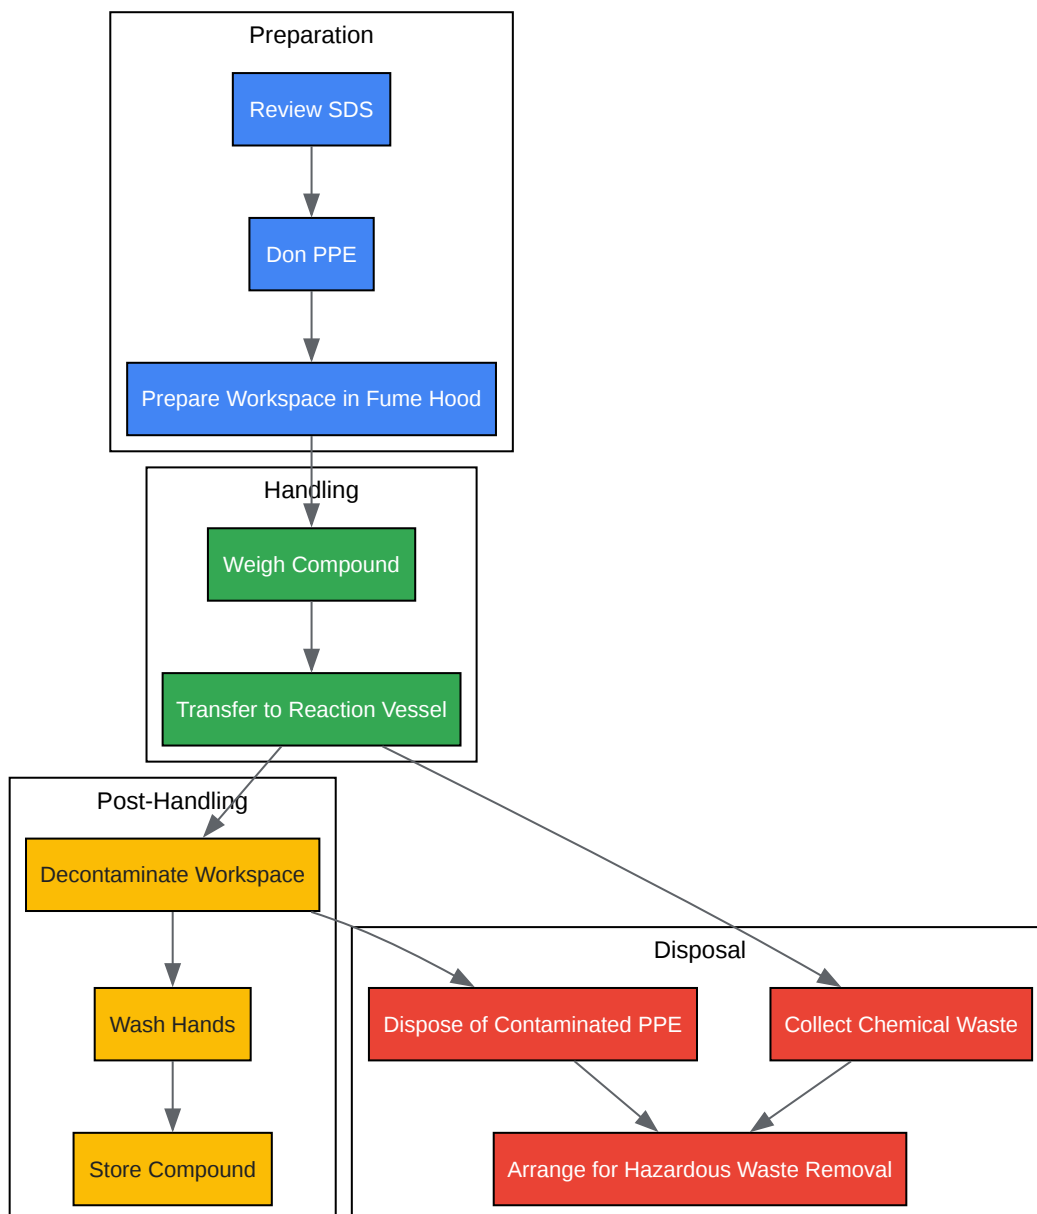 Preparation
Review SDS
Don PPE
Prepare Workspace in Fume Hood
Handling
Weigh Compound
Transfer to Reaction Vessel
Post-Handling
Decontaminate Workspace
Wash Hands
Store Compound
Disposal
Dispose of Contaminated PPE
Collect Chemical Waste
Arrange for Hazardous Waste Removal